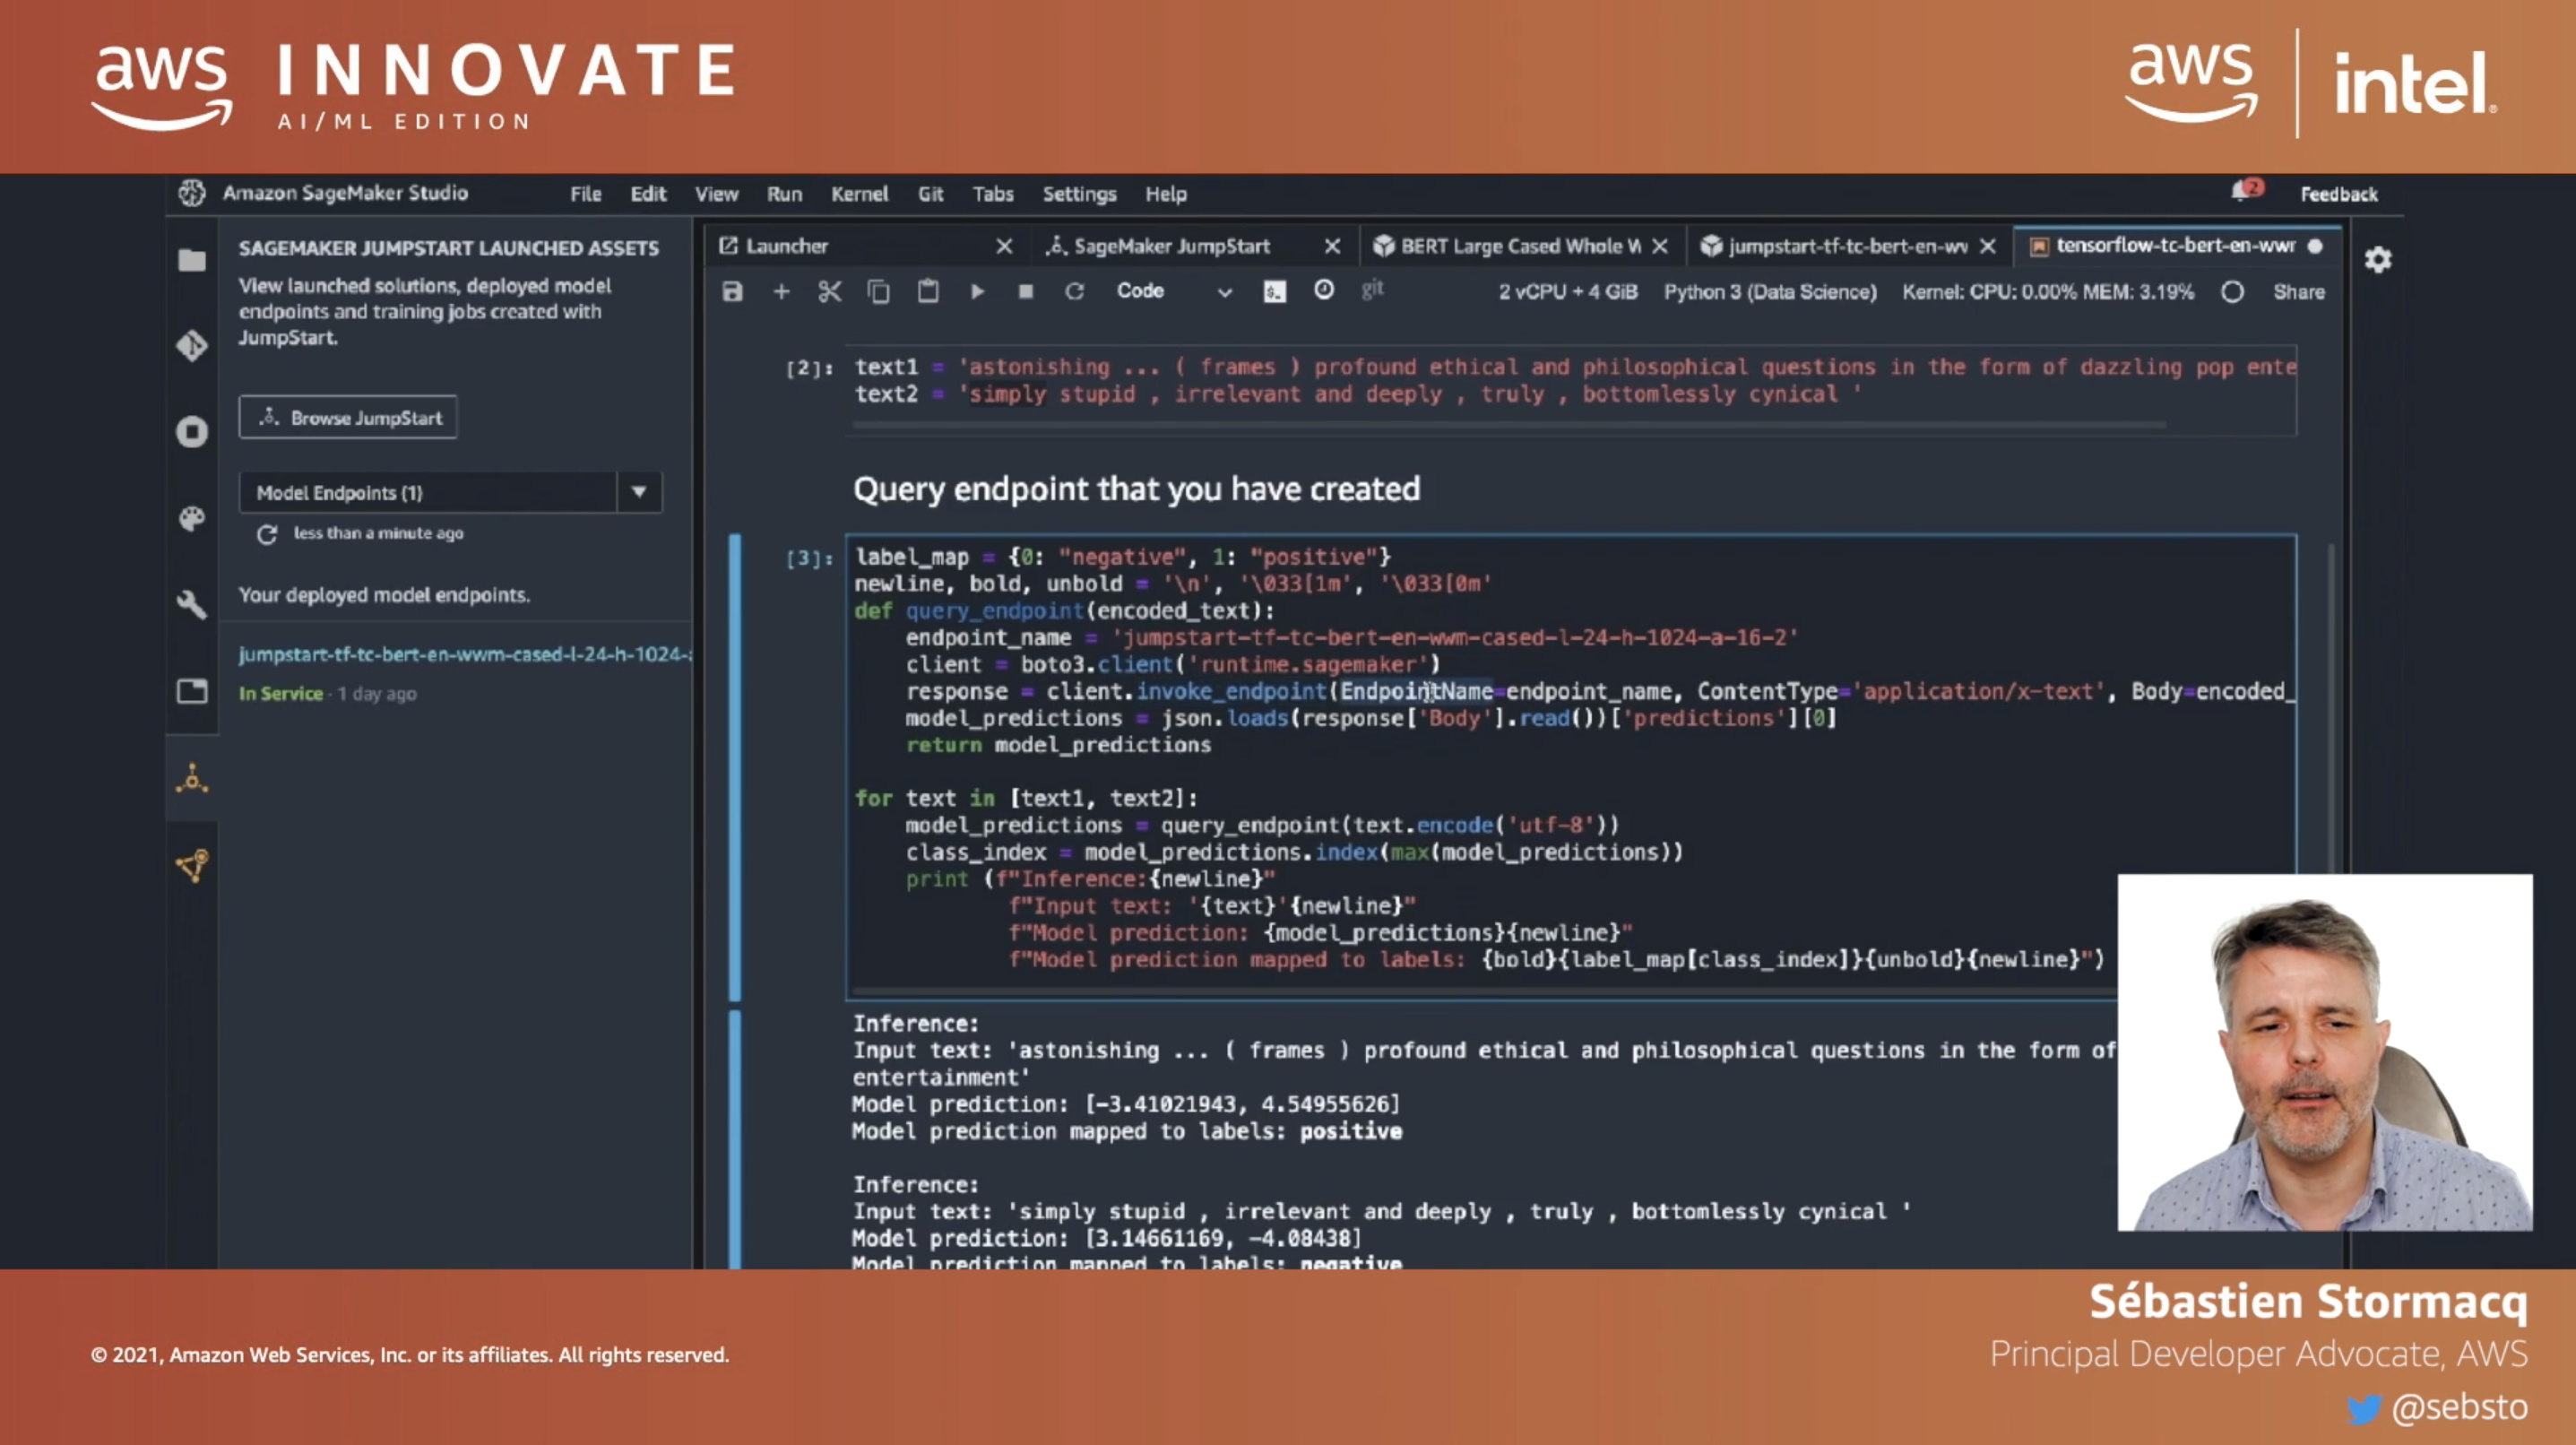 aws INNOVATE
AI/ML EDITION
aws intel.
Amazon SageMaker Studio File Edit View Run Kernel Git Tabs Settings Help 2 Feedback
SAGEMAKER JUMPSTART LAUNCHED ASSETS
View launched solutions, deployed model
endpoints and training jobs created with
JumpStart.
Browse JumpStart
Model Endpoints (1)
less than a minute ago
Your deployed model endpoints.
jumpstart-tf-tc-bert-en-wwm-cased-l-24-h-1024-
In Service · 1 day ago
Launcher SageMaker JumpStart BERT Large Cased Whole W jumpstart-tf-tc-bert-en-wv tensorflow-tc-bert-en-wwr
Code git 2 vCPU + 4 GiB Python 3 (Data Science) Kernel: CPU: 0.00% MEM: 3.19% Share
[2]: text1 = 'astonishing ... ( frames ) profound ethical and philosophical questions in the form of dazzling pop ente
text2 = 'simply stupid , irrelevant and deeply , truly , bottomlessly cynical '
Query endpoint that you have created
[3]: label_map = {0: "negative", 1: "positive"}
newline, bold, unbold = '\n', '\033[1m', '\033[0m'
def query_endpoint(encoded_text):
endpoint_name = 'jumpstart-tf-tc-bert-en-wwm-cased-l-24-h-1024-a-16-2'
client = boto3.client('runtime.sagemaker')
response = client.invoke_endpoint(EndpointName=endpoint_name, ContentType='application/x-text', Body=encoded_
model_predictions = json.loads(response['Body'].read())['predictions'][0]
return model_predictions
for text in [text1, text2]:
model_predictions = query_endpoint(text.encode('utf-8'))
class_index = model_predictions.index(max(model_predictions))
print (f"Inference:{newline}"
f"Input text: '{text}'{newline}"
f"Model prediction: {model_predictions}{newline}"
f"Model prediction mapped to labels: {bold}{label_map[class_index]}{unbold}{newline}")
Inference:
Input text: 'astonishing ... ( frames ) profound ethical and philosophical questions in the form of
entertainment'
Model prediction: [-3.41021943, 4.54955626]
Model prediction mapped to labels: positive
Inference:
Input text: 'simply stupid , irrelevant and deeply , truly , bottomlessly cynical '
Model prediction: [3.14661169, -4.08438]
Model prediction mapped to labels: negative
Sébastien Stormacq
Principal Developer Advocate, AWS
@sebsto
© 2021, Amazon Web Services, Inc. or its affiliates. All rights reserved.